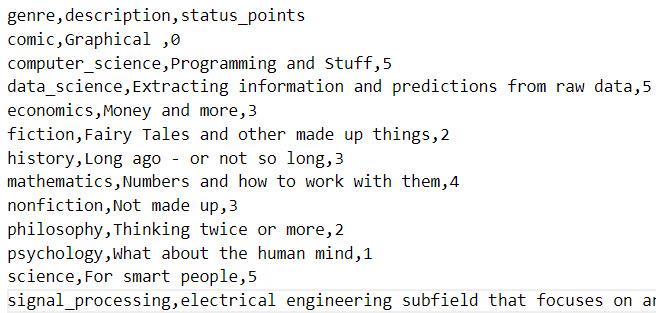 genre,description,status_points
comic,Graphical ,0
computer_science,Programming and Stuff,5
data_science,Extracting information and predictions from raw data,5
economics,Money and more,3
fiction,Fairy Tales and other made up things,2
history,Long ago - or not so long,3
mathematics,Numbers and how to work with them,4
nonfiction,Not made up,3
philosophy,Thinking twice or more,2
psychology,What about the human mind,1
science,For smart people,5
signal_processing,electrical engineering subfield that focuses on